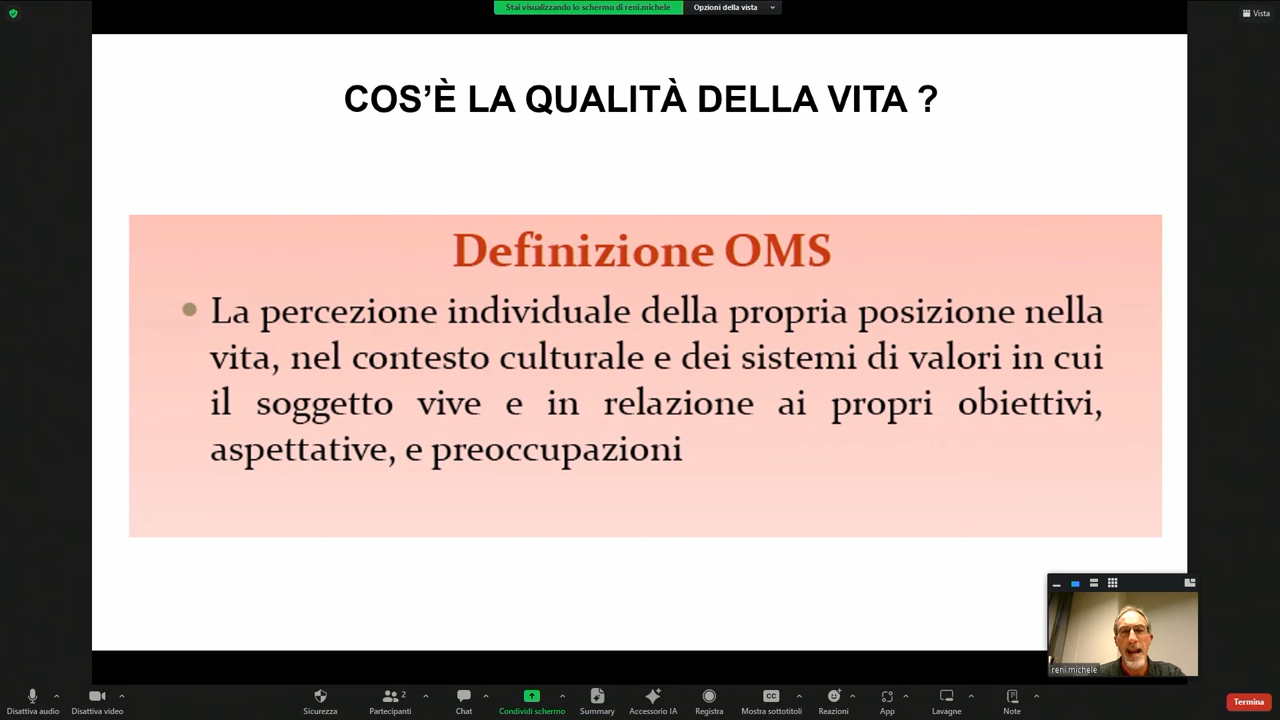 Stai visualizzando lo schermo di reni.michele
Opzioni della vista
Vista
COS'È LA QUALITÀ DELLA VITA ?
Definizione OMS
• La percezione individuale della propria posizione nella
vita, nel contesto culturale e dei sistemi di valori in cui
il soggetto vive e in relazione ai propri obiettivi,
aspettative, e preoccupazioni
reni.michele
Disattiva audio
Disattiva video
Sicurezza
2
Partecipanti
Chat
Condividi schermo
Summary
Accessorio IA
Registra
CC
Mostra sottotitoli
Reazioni
App
Lavagne
Note
Termina